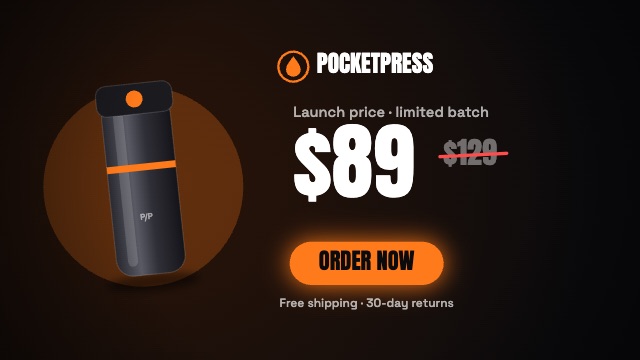 POCKETPRESS
Launch price · limited batch
$89 $129
P/P
ORDER NOW
Free shipping · 30-day returns